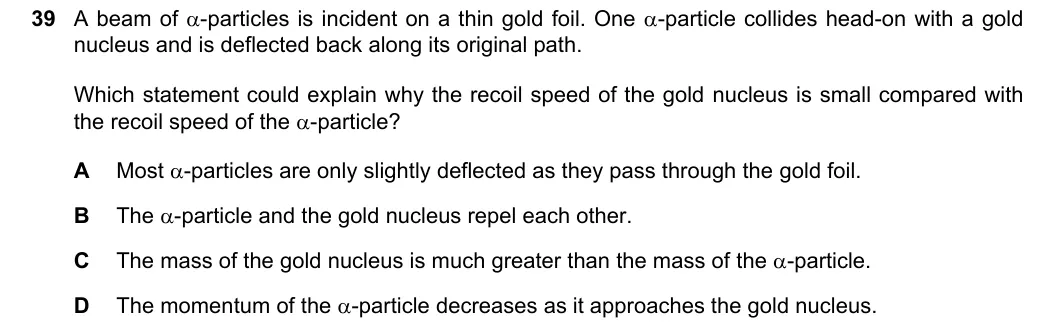 39 A beam of α-particles is incident on a thin gold foil. One α-particle collides head-on with a gold
nucleus and is deflected back along its original path.
Which statement could explain why the recoil speed of the gold nucleus is small compared with
the recoil speed of the α-particle?
A Most α-particles are only slightly deflected as they pass through the gold foil.
B The α-particle and the gold nucleus repel each other.
C The mass of the gold nucleus is much greater than the mass of the α-particle.
D The momentum of the α-particle decreases as it approaches the gold nucleus.